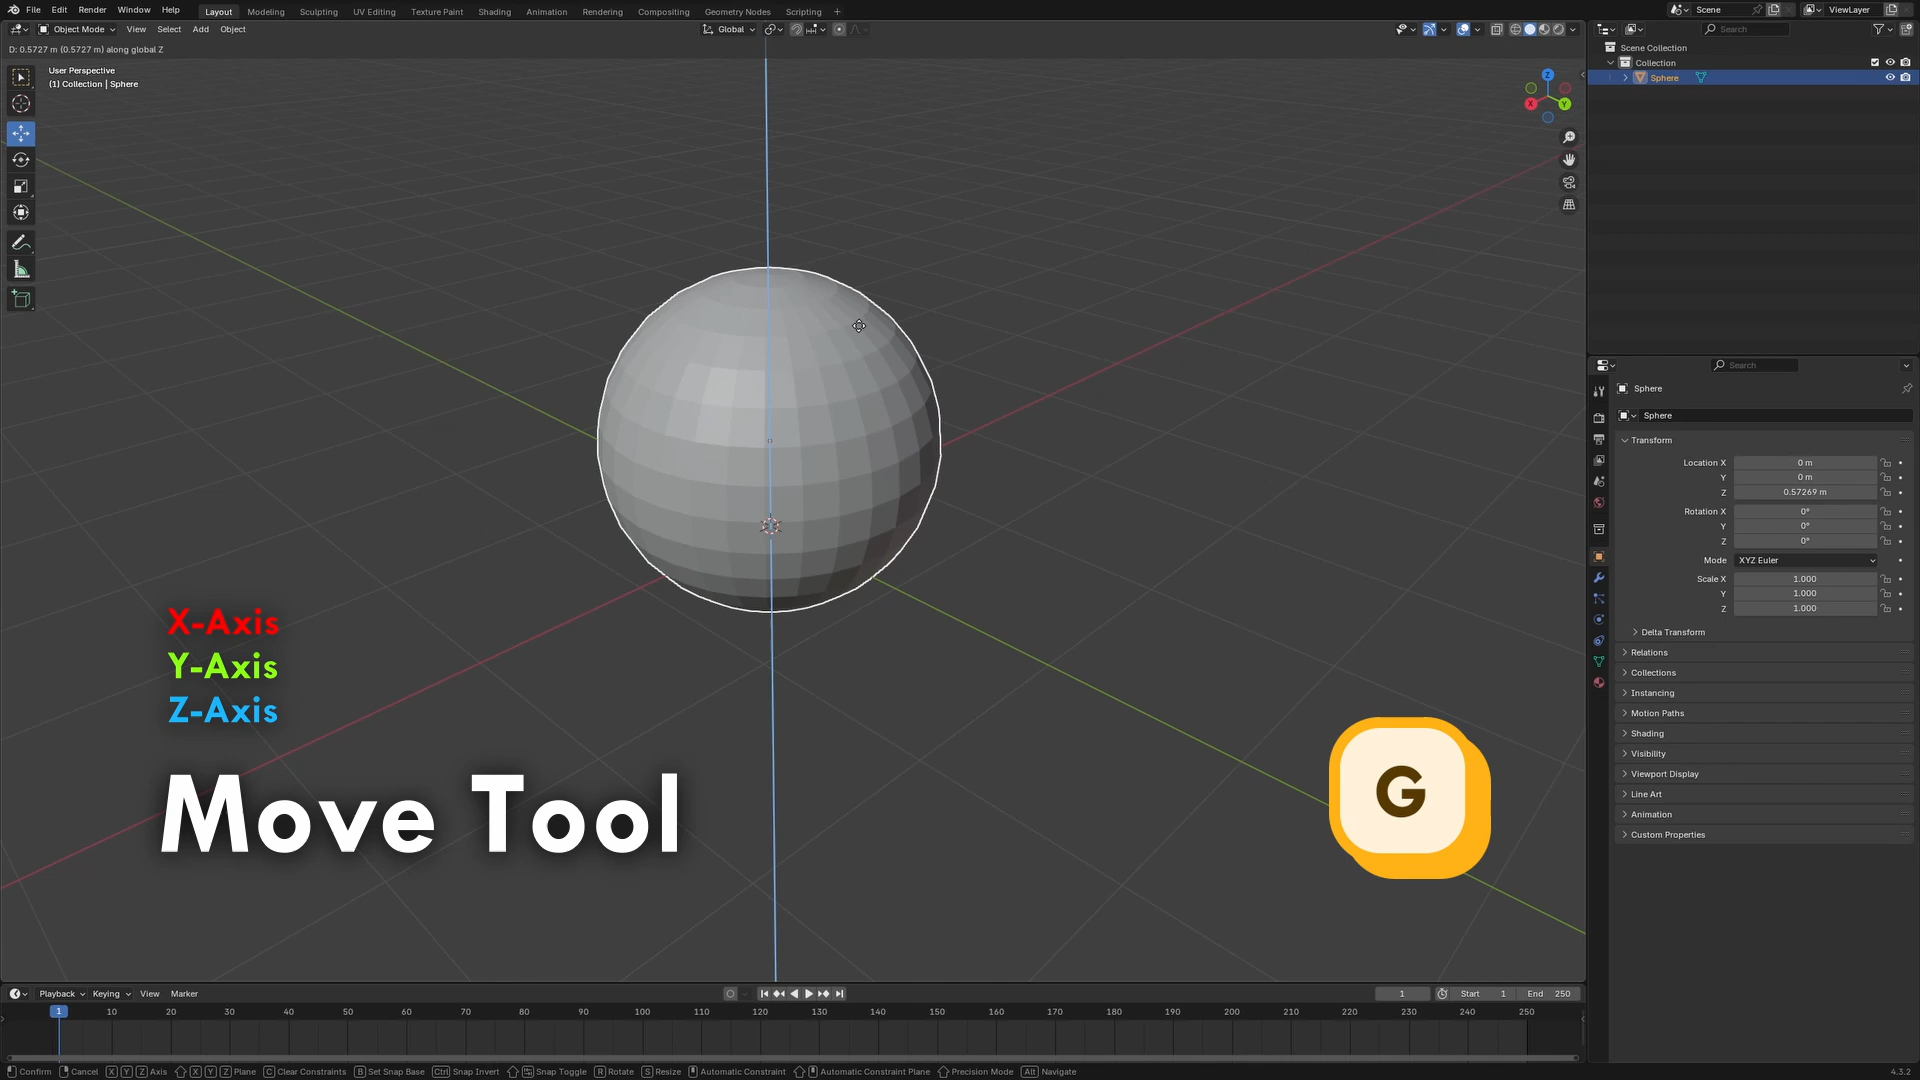 File Edit Render Window Help Layout Modeling Sculpting UV Editing Texture Paint Shading Animation Rendering Compositing Geometry Nodes Scripting + Scene ViewLayer
Object Mode View Select Add Object Global Search
D: 0.5727 m (0.5727 m) along global Z
User Perspective
(1) Collection | Sphere
Z
X Y
Scene Collection
Collection
Sphere
Search
Sphere
Sphere
Transform
Location X 0 m
Y 0 m
Z 0.57269 m
Rotation X 0°
Y 0°
Z 0°
Mode XYZ Euler
Scale X 1.000
Y 1.000
Z 1.000
Delta Transform
Relations
Collections
Instancing
Motion Paths
Shading
Visibility
Viewport Display
Line Art
Animation
Custom Properties
X-Axis
Y-Axis
Z-Axis
Move Tool
G
Playback Keying View Marker 1 Start 1 End 250
1 10 20 30 40 50 60 70 80 90 100 110 120 130 140 150 160 170 180 190 200 210 220 230 240 250
Confirm Cancel X Y Z Axis X Y Z Plane C Clear Constraints B Set Snap Base Ctrl Snap Invert Snap Toggle R Rotate S Resize Automatic Constraint Automatic Constraint Plane Precision Mode Alt Navigate 4.3.2